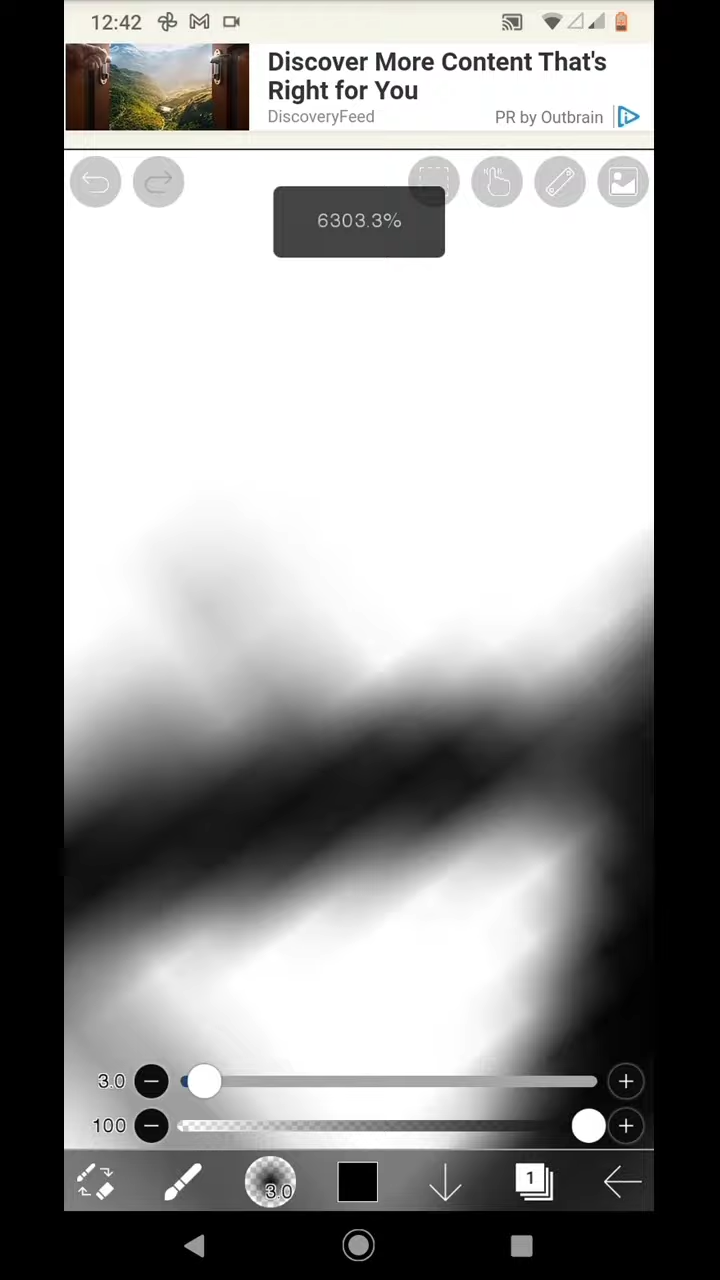 12:42
Discover More Content That's
Right for You
DiscoveryFeed
PR by Outbrain
6303.3%
3.0
100
3.0
1